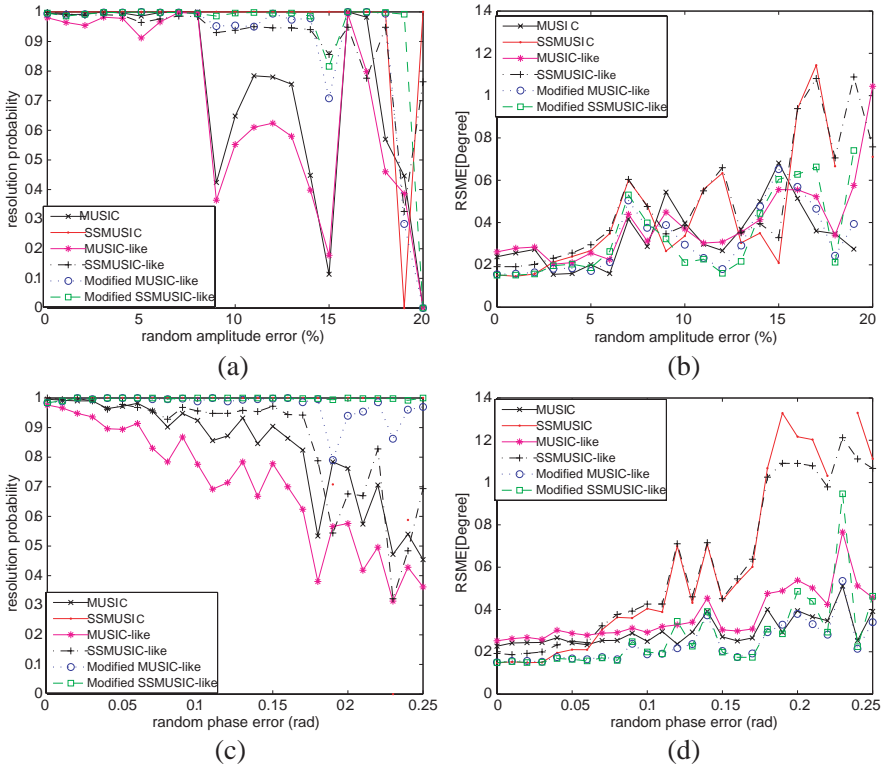 resolution probability
1
0.9
0.8
0.7
0.6
0.5
0.4
0.3
0.2
0.1
0
MUSIC
SSMUSIC
MUSIC-like
SSMUSIC-like
Modified MUSIC-like
Modified SSMUSIC-like
0 5 10 15 20
random amplitude error (%)
(a)
RSME[Degree]
1.4
1.2
1
0.8
0.6
0.4
0.2
0
MUSIC
SSMUSIC
MUSIC-like
SSMUSIC-like
Modified MUSIC-like
Modified SSMUSIC-like
0 5 10 15 20
random amplitude error (%)
(b)
resolution probability
1
0.9
0.8
0.7
0.6
0.5
0.4
0.3
0.2
0.1
0
MUSIC
SSMUSIC
MUSIC-like
SSMUSIC-like
Modified MUSIC-like
Modified SSMUSIC-like
0 0.05 0.1 0.15 0.2 0.25
random phase error (rad)
(c)
RSME[Degree]
1.4
1.2
1
0.8
0.6
0.4
0.2
0
MUSIC
SSMUSIC
MUSIC-like
SSMUSIC-like
Modified MUSIC-like
Modified SSMUSIC-like
0 0.05 0.1 0.15 0.2 0.25
random phase error (rad)
(d)